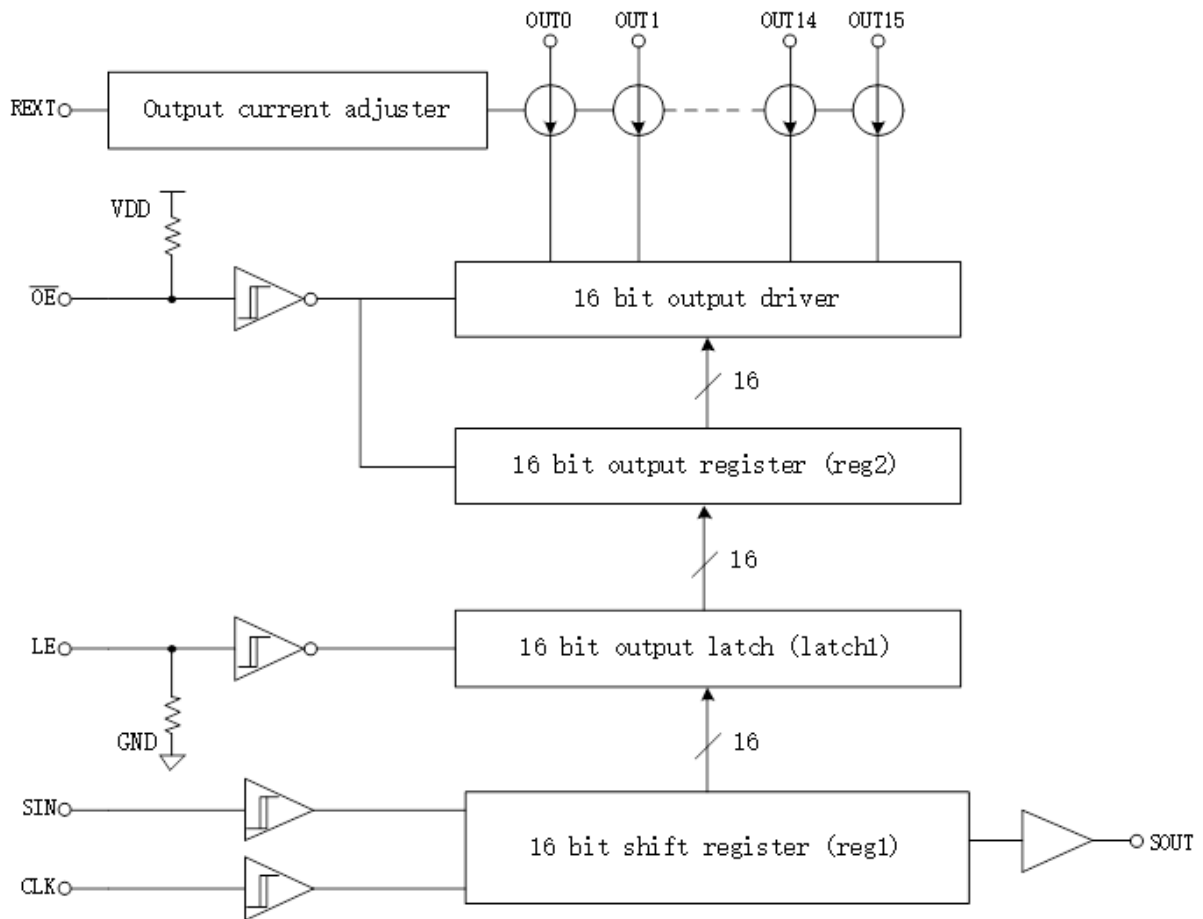 OUT0 OUT1 OUT14 OUT15
REXT Output current adjuster
VDD
OE 16 bit output driver
16
16 bit output register (reg2)
16
LE 16 bit output latch (latch1)
GND
16
SIN
16 bit shift register (reg1) SOUT
CLK